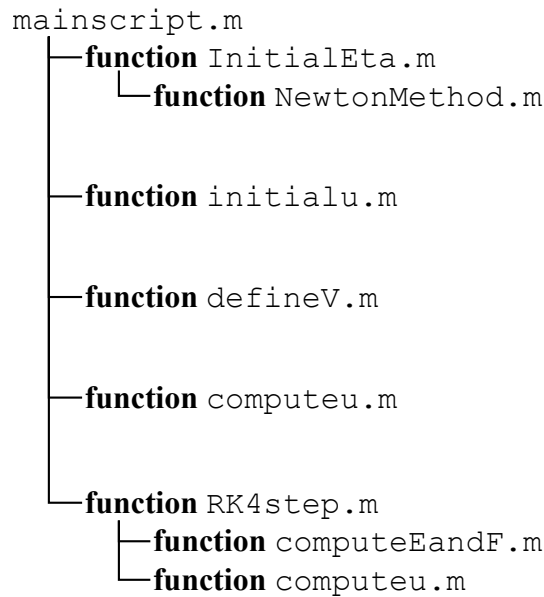 mainscript.m
function InitialEta.m
function NewtonMethod.m
function initialu.m
function defineV.m
function computeu.m
function RK4step.m
function computeEandF.m
function computeu.m